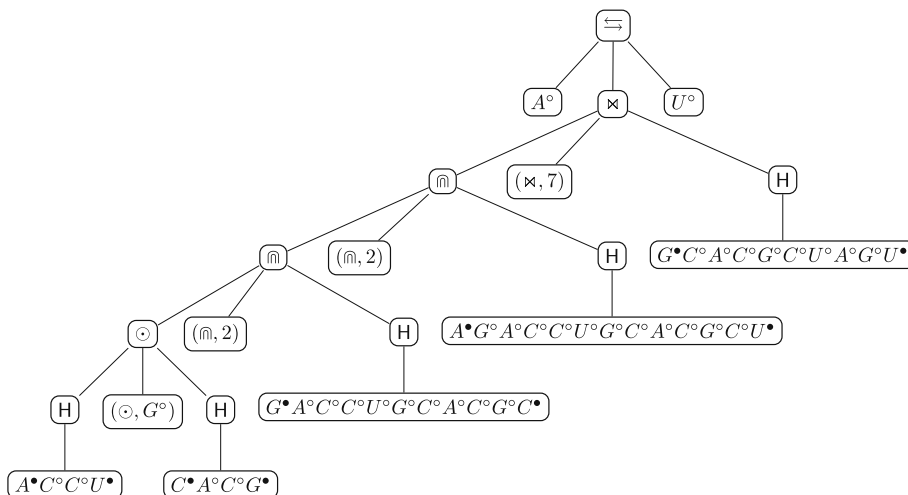 ⇆
A° ⋈ U°
⋒ (⋈, 7) H
⋒ (⋒, 2) H G•C°A°C°G°C°U°A°G°U•
⊙ (⋒, 2) H A•G°A°C°C°U°G°C°A°C°G°C°U•
H (⊙, G°) H G•A°C°C°U°G°C°A°C°G°C•
A•C°C°U• C•A°C°G•